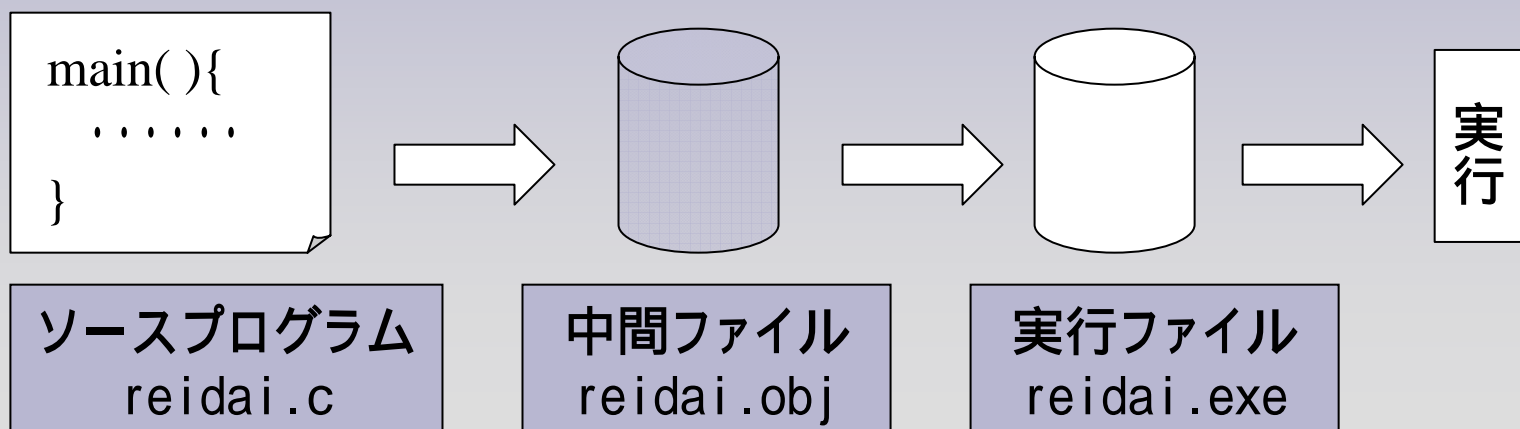 main( ){
・・・・・・
}
実行
ソースプログラム
reidai.c
中間ファイル
reidai.obj
実行ファイル
reidai.exe